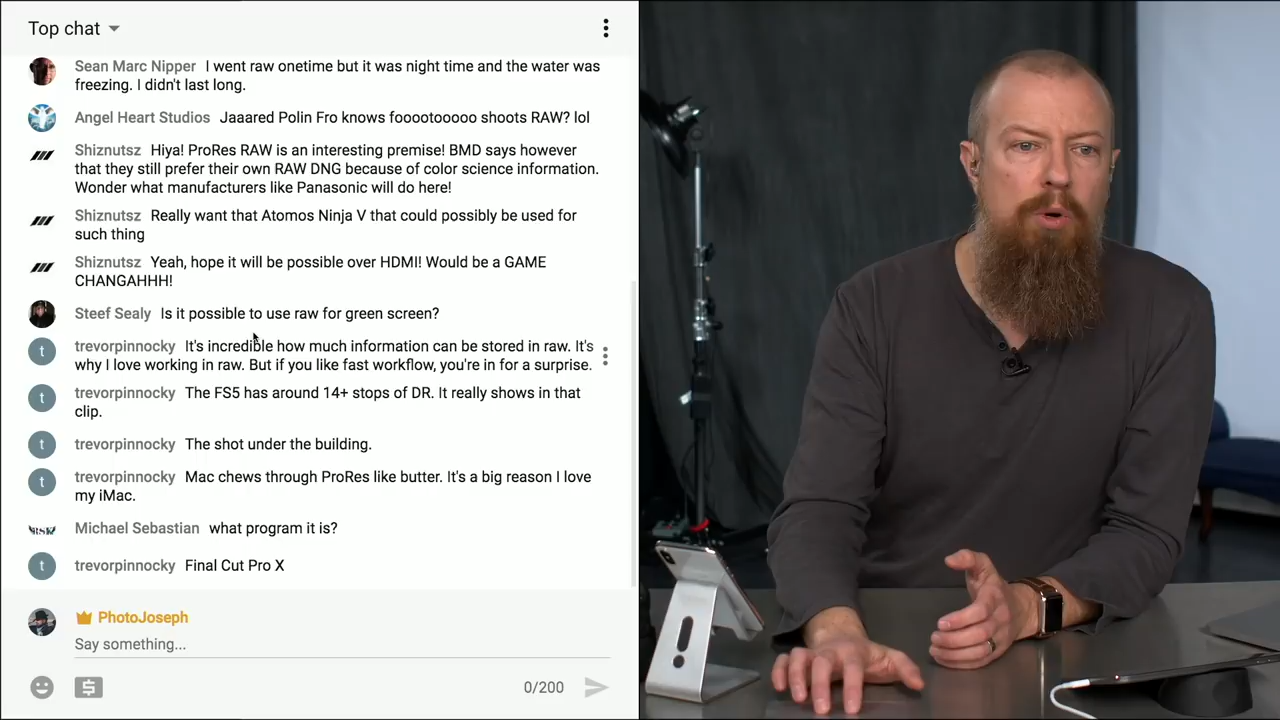 Top chat
Sean Marc Nipper I went raw onetime but it was night time and the water was
freezing. I didn't last long.
Angel Heart Studios Jaaared Polin Fro knows fooootooooo shoots RAW? lol
Shiznutsz Hiya! ProRes RAW is an interesting premise! BMD says however
that they still prefer their own RAW DNG because of color science information.
Wonder what manufacturers like Panasonic will do here!
Shiznutsz Really want that Atomos Ninja V that could possibly be used for
such thing
Shiznutsz Yeah, hope it will be possible over HDMI! Would be a GAME
CHANGAHHH!
Steef Sealy Is it possible to use raw for green screen?
t trevorpinnocky It's incredible how much information can be stored in raw. It's
why I love working in raw. But if you like fast workflow, you're in for a surprise.
t trevorpinnocky The FS5 has around 14+ stops of DR. It really shows in that
clip.
t trevorpinnocky The shot under the building.
t trevorpinnocky Mac chews through ProRes like butter. It's a big reason I love
my iMac.
Michael Sebastian what program it is?
t trevorpinnocky Final Cut Pro X
PhotoJoseph
Say something...
0/200